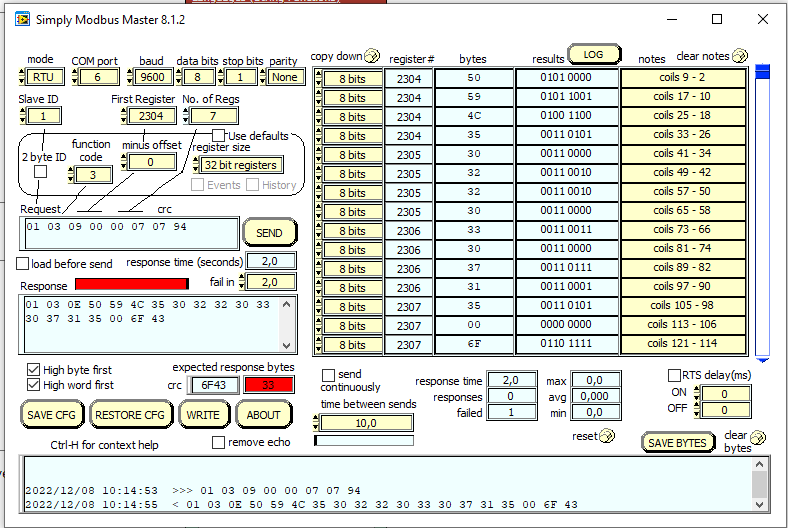 Simply Modbus Master 8.1.2
mode COM port baud data bits stop bits parity
RTU 6 9600 8 1 None
Slave ID First Register No. of Regs
1 2304 7
Use defaults
2 byte ID function code minus offset register size
3 0 32 bit registers
Events History
Request crc
01 03 09 00 00 07 07 94
SEND
load before send response time (seconds) 2,0
Response fail in 2,0
01 03 0E 50 59 4C 35 30 32 32 30 33
30 37 31 35 00 6F 43
High byte first expected response bytes
High word first crc 6F43 33
SAVE CFG RESTORE CFG WRITE ABOUT
Ctrl-H for context help remove echo
copy down register# bytes results LOG notes clear notes
8 bits 2304 50 0101 0000 coils 9 - 2
8 bits 2304 59 0101 1001 coils 17 - 10
8 bits 2304 4C 0100 1100 coils 25 - 18
8 bits 2304 35 0011 0101 coils 33 - 26
8 bits 2305 30 0011 0000 coils 41 - 34
8 bits 2305 32 0011 0010 coils 49 - 42
8 bits 2305 32 0011 0010 coils 57 - 50
8 bits 2305 30 0011 0000 coils 65 - 58
8 bits 2306 33 0011 0011 coils 73 - 66
8 bits 2306 30 0011 0000 coils 81 - 74
8 bits 2306 37 0011 0111 coils 89 - 82
8 bits 2306 31 0011 0001 coils 97 - 90
8 bits 2307 35 0011 0101 coils 105 - 98
8 bits 2307 00 0000 0000 coils 113 - 106
8 bits 2307 6F 0110 1111 coils 121 - 114
send continuously
time between sends
10,0
response time 2,0 max 0,0
responses 0 avg 0,000
failed 1 min 0,0
reset
RTS delay(ms)
ON 0
OFF 0
SAVE BYTES clear bytes
2022/12/08 10:14:53 >>> 01 03 09 00 00 07 07 94
2022/12/08 10:14:55 < 01 03 0E 50 59 4C 35 30 32 32 30 33 30 37 31 35 00 6F 43